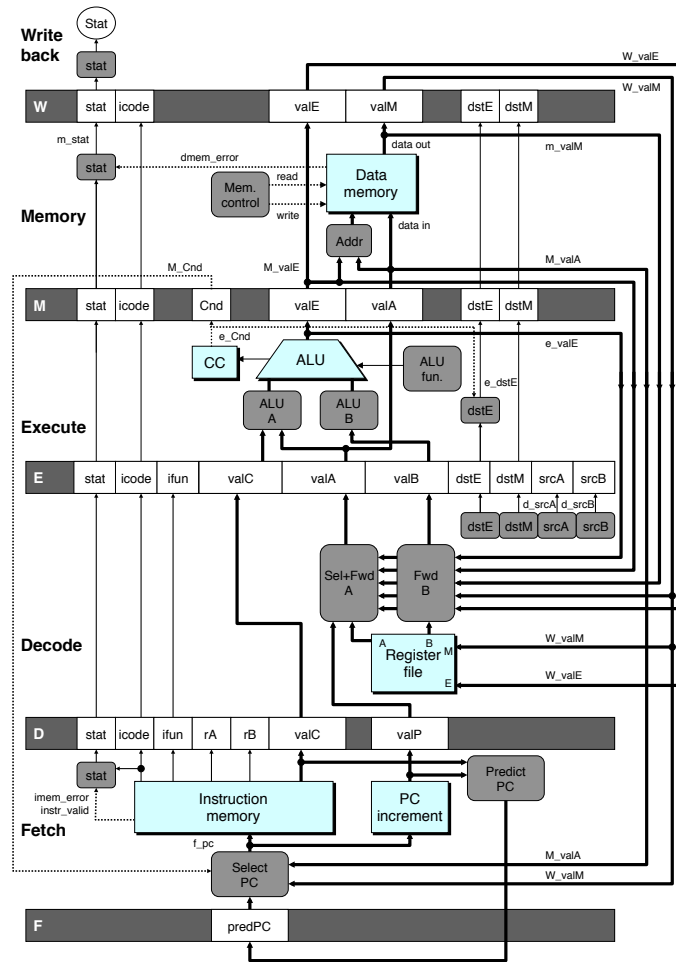 Stat
Write
back
stat
W_valE
W_valM
W
stat
icode
valE
valM
dstE
dstM
m_stat
data out
m_valM
stat
dmem_error
Mem.
control
read
write
Data
memory
Memory
data in
Addr
M_Cnd
M_valE
M_valA
M
stat
icode
Cnd
valE
valA
dstE
dstM
e_Cnd
e_valE
CC
ALU
ALU
fun.
e_dstE
ALU
A
ALU
B
dstE
Execute
E
stat
icode
ifun
valC
valA
valB
dstE
dstM
srcA
srcB
d_srcA
d_srcB
dstE
dstM
srcA
srcB
Sel+Fwd
A
Fwd
B
Decode
A
B
M
Register
file
E
W_valM
W_valE
D
stat
icode
ifun
rA
rB
valC
valP
stat
Predict
PC
imem_error
instr_valid
Instruction
memory
PC
increment
Fetch
f_pc
Select
PC
M_valA
W_valM
F
predPC